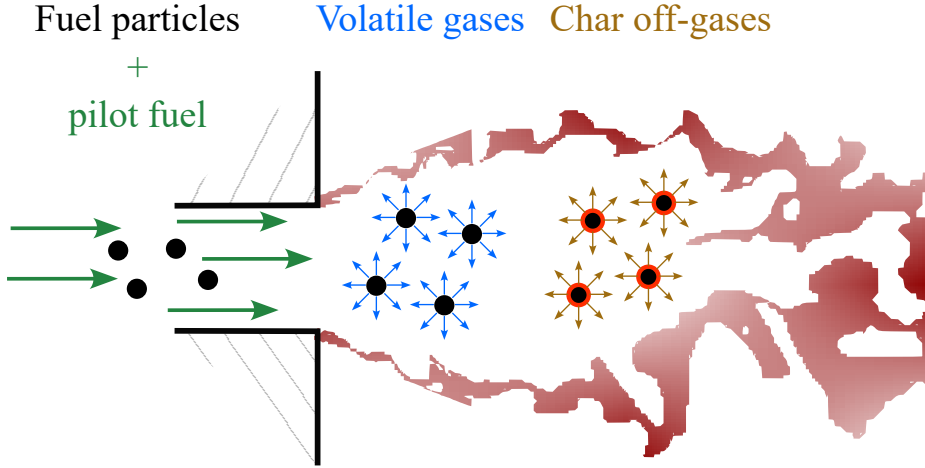 Fuel particles
+
pilot fuel
Volatile gases
Char off-gases